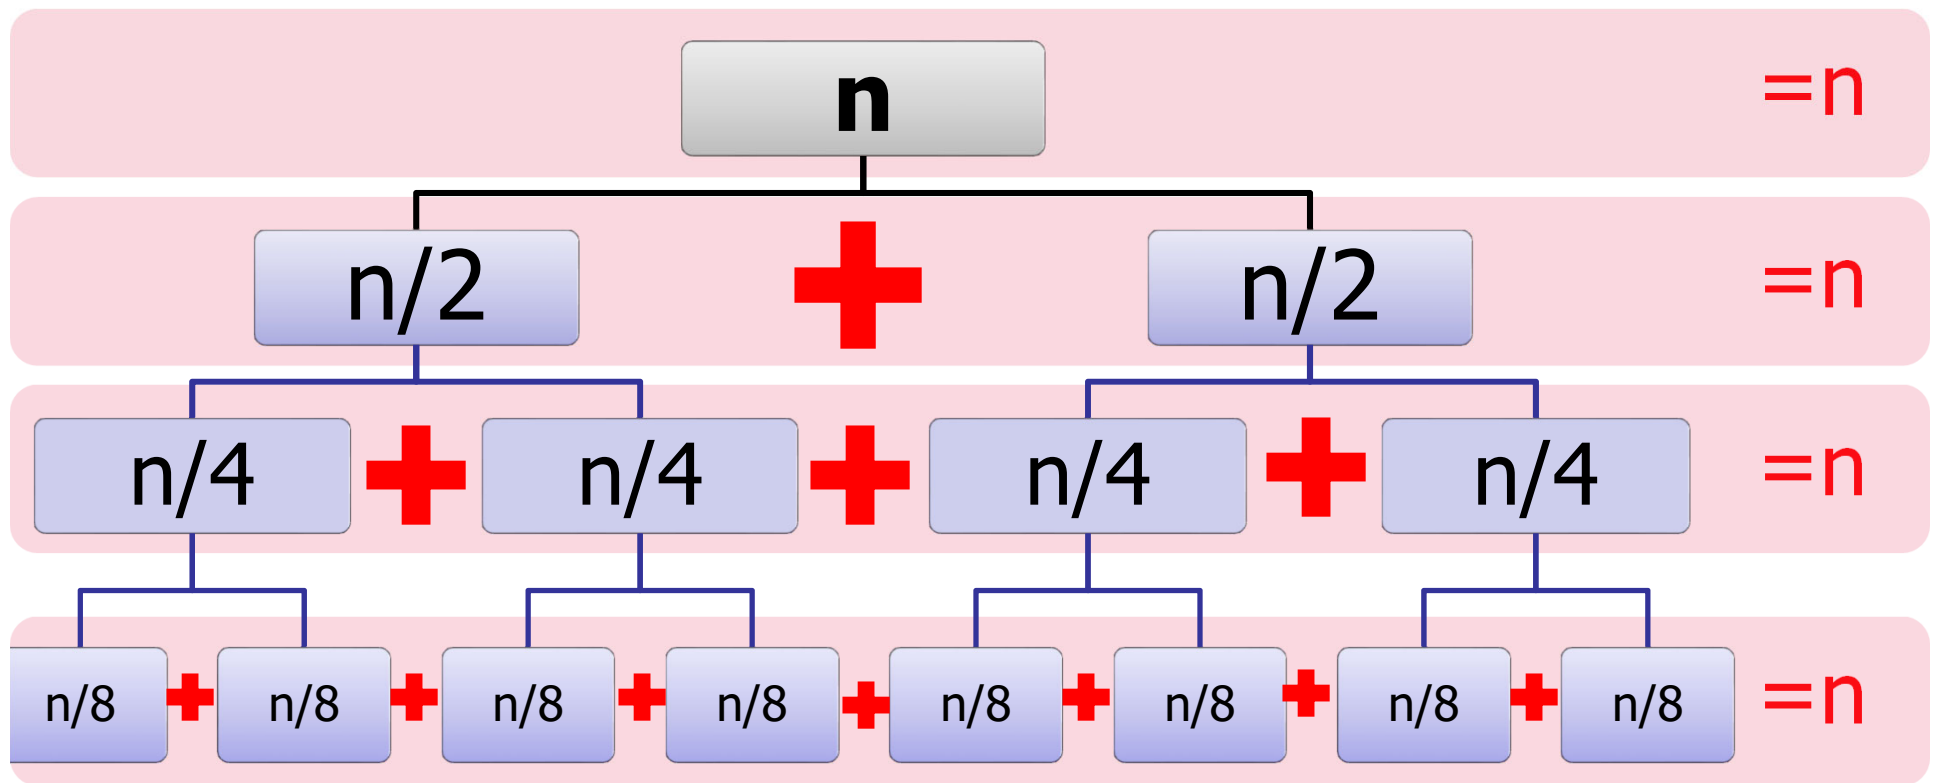 n =n
n/2 + n/2 =n
n/4 + n/4 + n/4 + n/4 =n
n/8 + n/8 + n/8 + n/8 + n/8 + n/8 + n/8 + n/8 =n